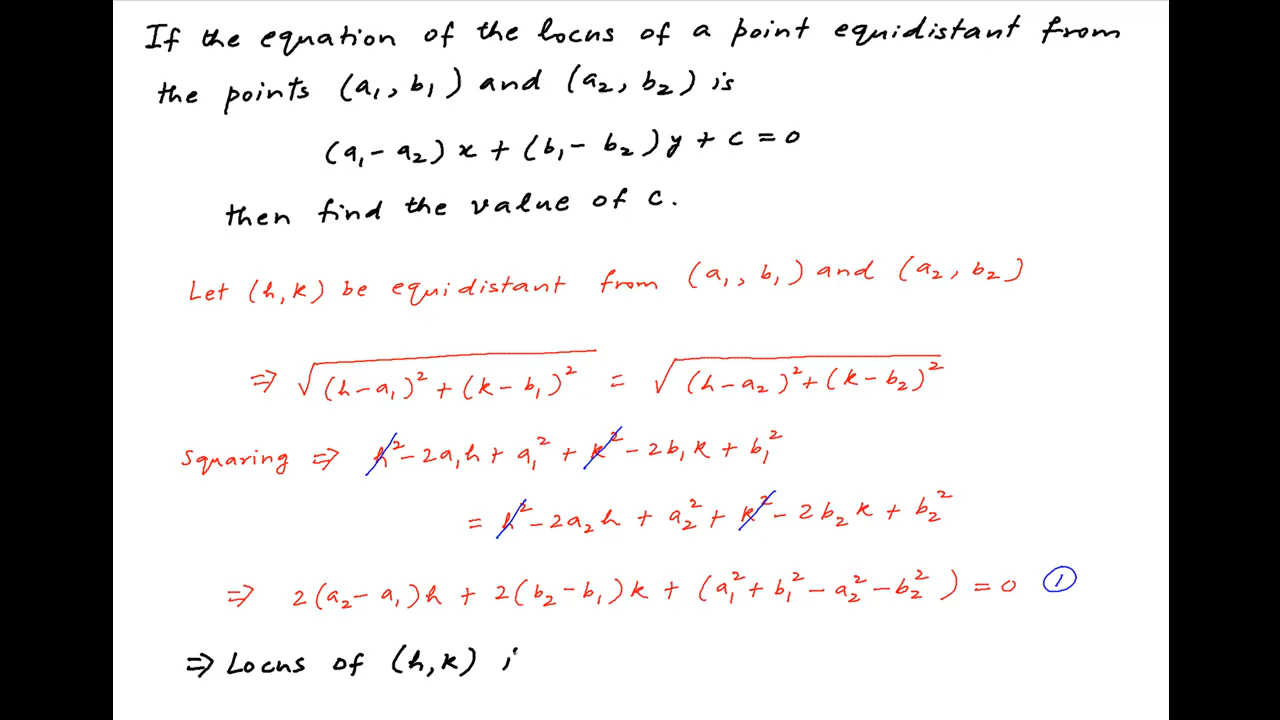 If the equation of the locus of a point equidistant from
the points (a₁, b₁) and (a₂, b₂) is
(a₁ - a₂) x + (b₁ - b₂) y + c = 0
then find the value of c.
Let (h, k) be equidistant from (a₁, b₁) and (a₂, b₂)
⇒ √((h - a₁)² + (k - b₁)²) = √((h - a₂)² + (k - b₂)²)
Squaring ⇒ h² - 2a₁h + a₁² + k² - 2b₁k + b₁²
= h² - 2a₂h + a₂² + k² - 2b₂k + b₂²
⇒ 2(a₂ - a₁)h + 2(b₂ - b₁)k + (a₁² + b₁² - a₂² - b₂²) = 0 ①
⇒ Locus of (h, k) i